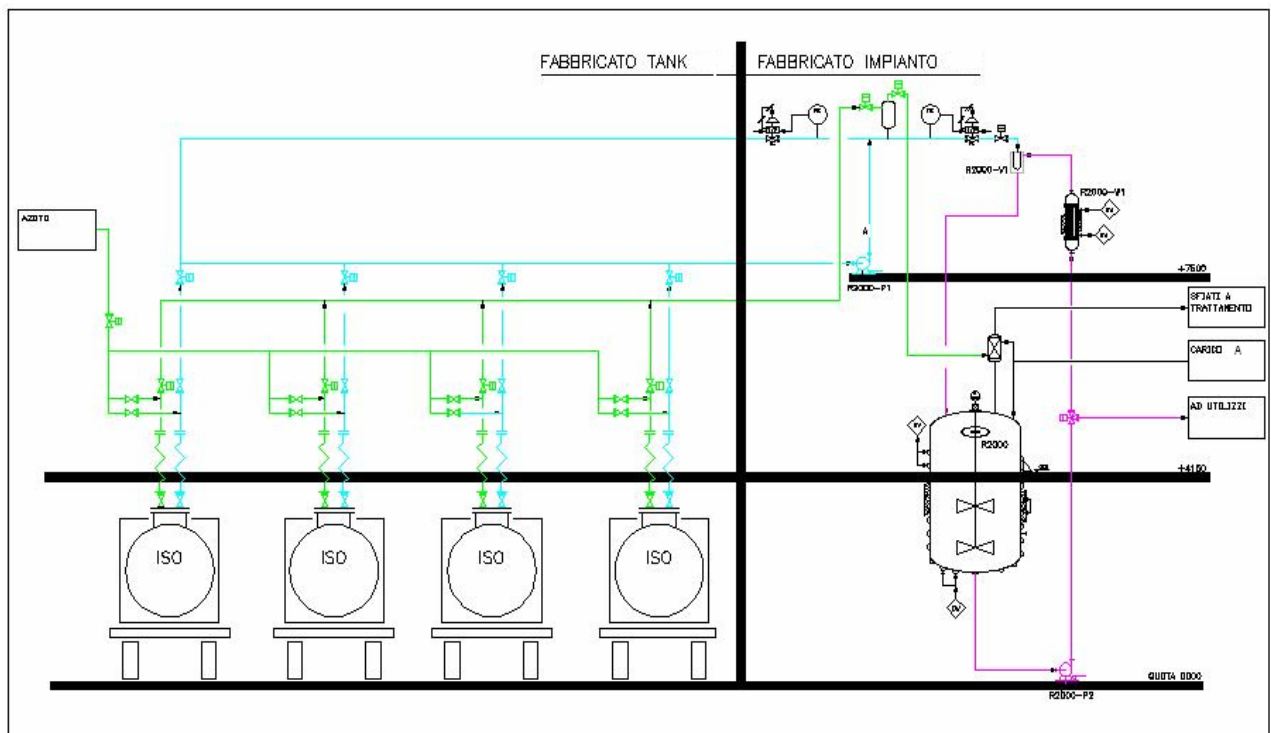 FABBRICATO TANK
FABBRICATO IMPIANTO
R2000-V1
R2000-W1
AZOTO
A
+7500
R2000-P1
SFIATI A
TRATTAMENTO
CARICO A
AD UTILIZZI
R2000
+4150
ISO
ISO
ISO
ISO
QUOTA 0000
R2000-P2